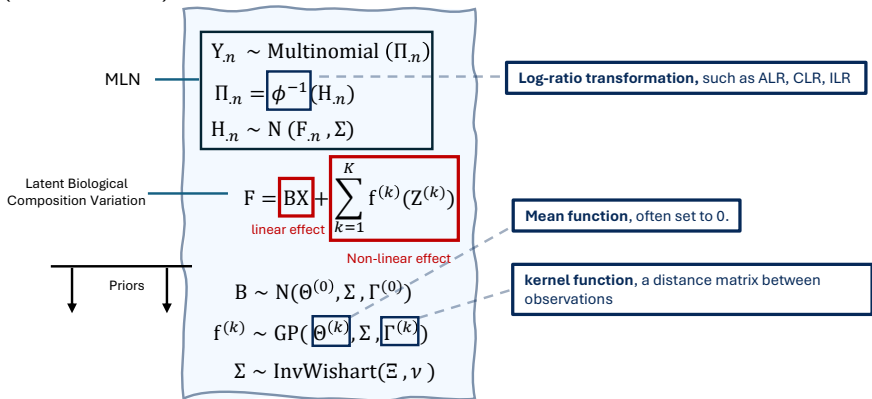 Y.n ~ Multinomial (Π.n)
MLN
Π.n = ϕ⁻¹(H.n)
H.n ~ N (F.n , Σ)
Log-ratio transformation, such as ALR, CLR, ILR
Latent Biological
Composition Variation
F = BX + ∑_{k=1}^{K} f^(k)(Z^(k))
linear effect
Non-linear effect
Mean function, often set to 0.
Priors
B ~ N(Θ^(0), Σ , Γ^(0))
kernel function, a distance matrix between
observations
f^(k) ~ GP( Θ^(k), Σ , Γ^(k))
Σ ~ InvWishart(Ξ , ν )